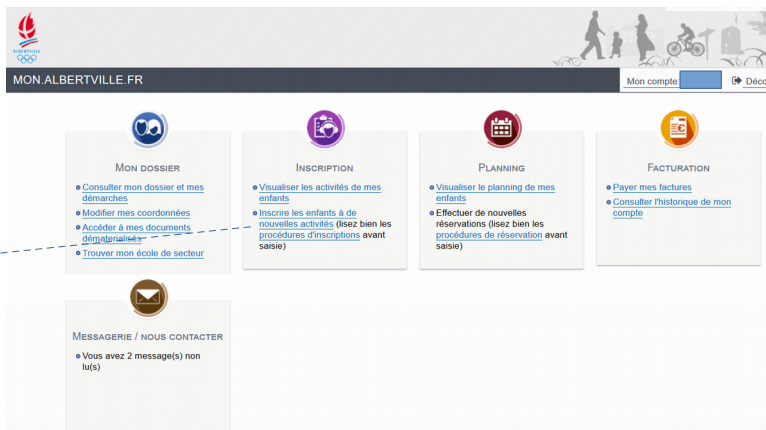 ALBERTVILLE
MON.ALBERTVILLE.FR
Mon compte:
Déco
MON DOSSIER
Consulter mon dossier et mes
démarches
Modifier mes coordonnées
Accéder à mes documents
dématerialisés
Trouver mon école de secteur
INSCRIPTION
Visualiser les activités de mes
enfants
Inscrire les enfants à de
nouvelles activités (lisez bien les
procédures d'inscriptions avant
saisie)
PLANNING
Visualiser le planning de mes
enfants
Effectuer de nouvelles
réservations (lisez bien les
procédures de réservation avant
saisie)
FACTURATION
Payer mes factures
Consulter l'historique de mon
compte
MESSAGERIE / NOUS CONTACTER
Vous avez 2 message(s) non
lu(s)